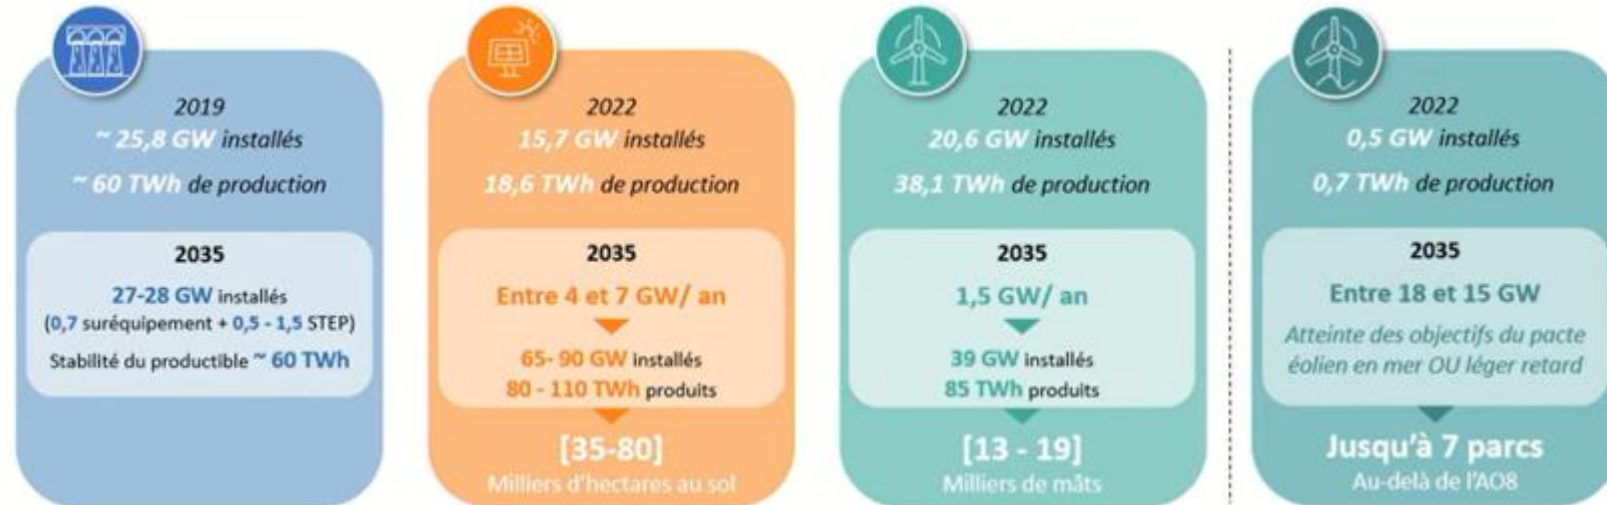 2019
~ 25,8 GW installés
~ 60 TWh de production
2035
27-28 GW installés
(0,7 suréquipement + 0,5 - 1,5 STEP)
Stabilité du productible ~ 60 TWh
2022
15,7 GW installés
18,6 TWh de production
2035
Entre 4 et 7 GW/ an
65- 90 GW installés
80 - 110 TWh produits
[35-80]
Milliers d'hectares au sol
2022
20,6 GW installés
38,1 TWh de production
2035
1,5 GW/ an
39 GW installés
85 TWh produits
[13 - 19]
Milliers de mâts
2022
0,5 GW installés
0,7 TWh de production
2035
Entre 18 et 15 GW
Atteinte des objectifs du pacte
éolien en mer OU léger retard
Jusqu'à 7 parcs
Au-delà de l'AO8